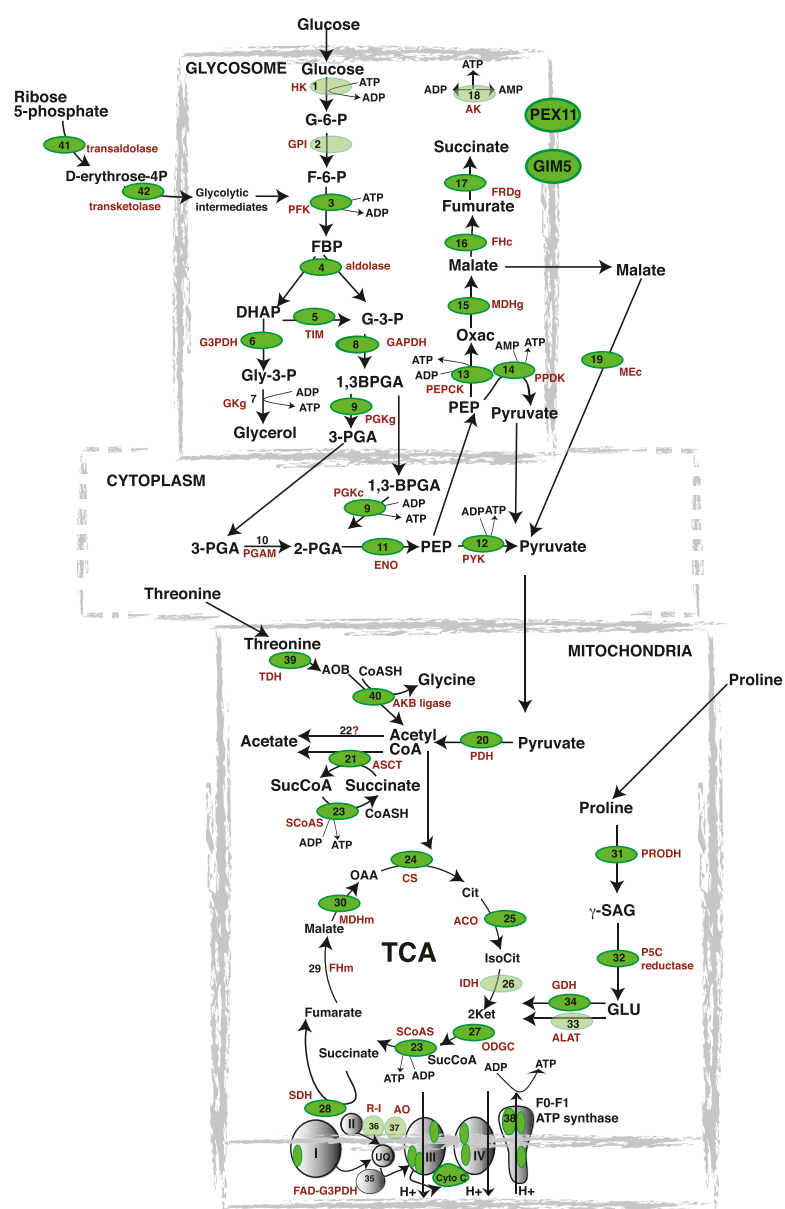 Glucose
GLYCOSOME
Glucose
HK 1
ATP
ADP
G-6-P
GPI 2
F-6-P
PFK 3
ATP
ADP
FBP
4 aldolase
DHAP
5
TIM
G-3-P
G3PDH 6
8 GAPDH
Gly-3-P
GKg 7
ADP
ATP
Glycerol
1,3BPGA
9
PGKg
3-PGA
Ribose
5-phosphate
41
transaldolase
D-erythrose-4P
42
transketolase
Glycolytic
intermediates
ATP
ADP
AMP
18
AK
PEX11
GIM5
Succinate
17
FRDg
Fumurate
16
FHc
Malate
Malate
15
MDHg
Oxac
ATP
ADP
13
PEPCK
AMP
ATP
14
PPDK
PEP
Pyruvate
19
MEc
CYTOPLASM
1,3-BPGA
PGKc
9
ADP
ATP
3-PGA
10
PGAM
2-PGA
11
ENO
PEP
ADP
ATP
12
PYK
Pyruvate
Threonine
MITOCHONDRIA
Threonine
39
TDH
AOB
CoASH
Glycine
40
AKB ligase
Proline
Acetate
22?
Acetyl
CoA
20
PDH
Pyruvate
21
ASCT
SucCoA
Succinate
23
SCoAS
CoASH
ADP
ATP
Proline
31
PRODH
γ-SAG
32
P5C
reductase
GLU
GDH
34
33
ALAT
24
CS
OAA
Cit
30
MDHm
ACO
25
Malate
TCA
IsoCit
29
FHm
IDH
26
2Ket
Fumarate
27
ODGC
SCoAS
23
SucCoA
ATP
ADP
Succinate
SDH
28
ADP
ATP
F0-F1
ATP synthase
38
R-I
AO
II
36
37
I
UQ
III
IV
35
Cyto C
FAD-G3PDH
H+
H+
H+